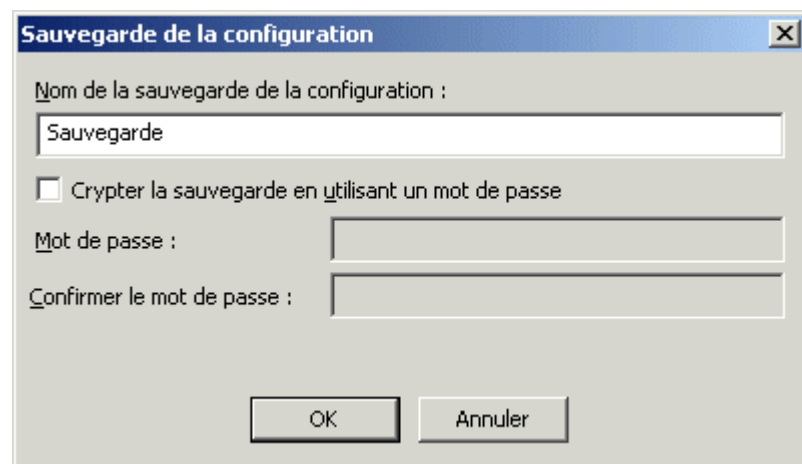 Sauvegarde de la configuration
Nom de la sauvegarde de la configuration :
Sauvegarde
Crypter la sauvegarde en utilisant un mot de passe
Mot de passe :
Confirmer le mot de passe :
OK Annuler